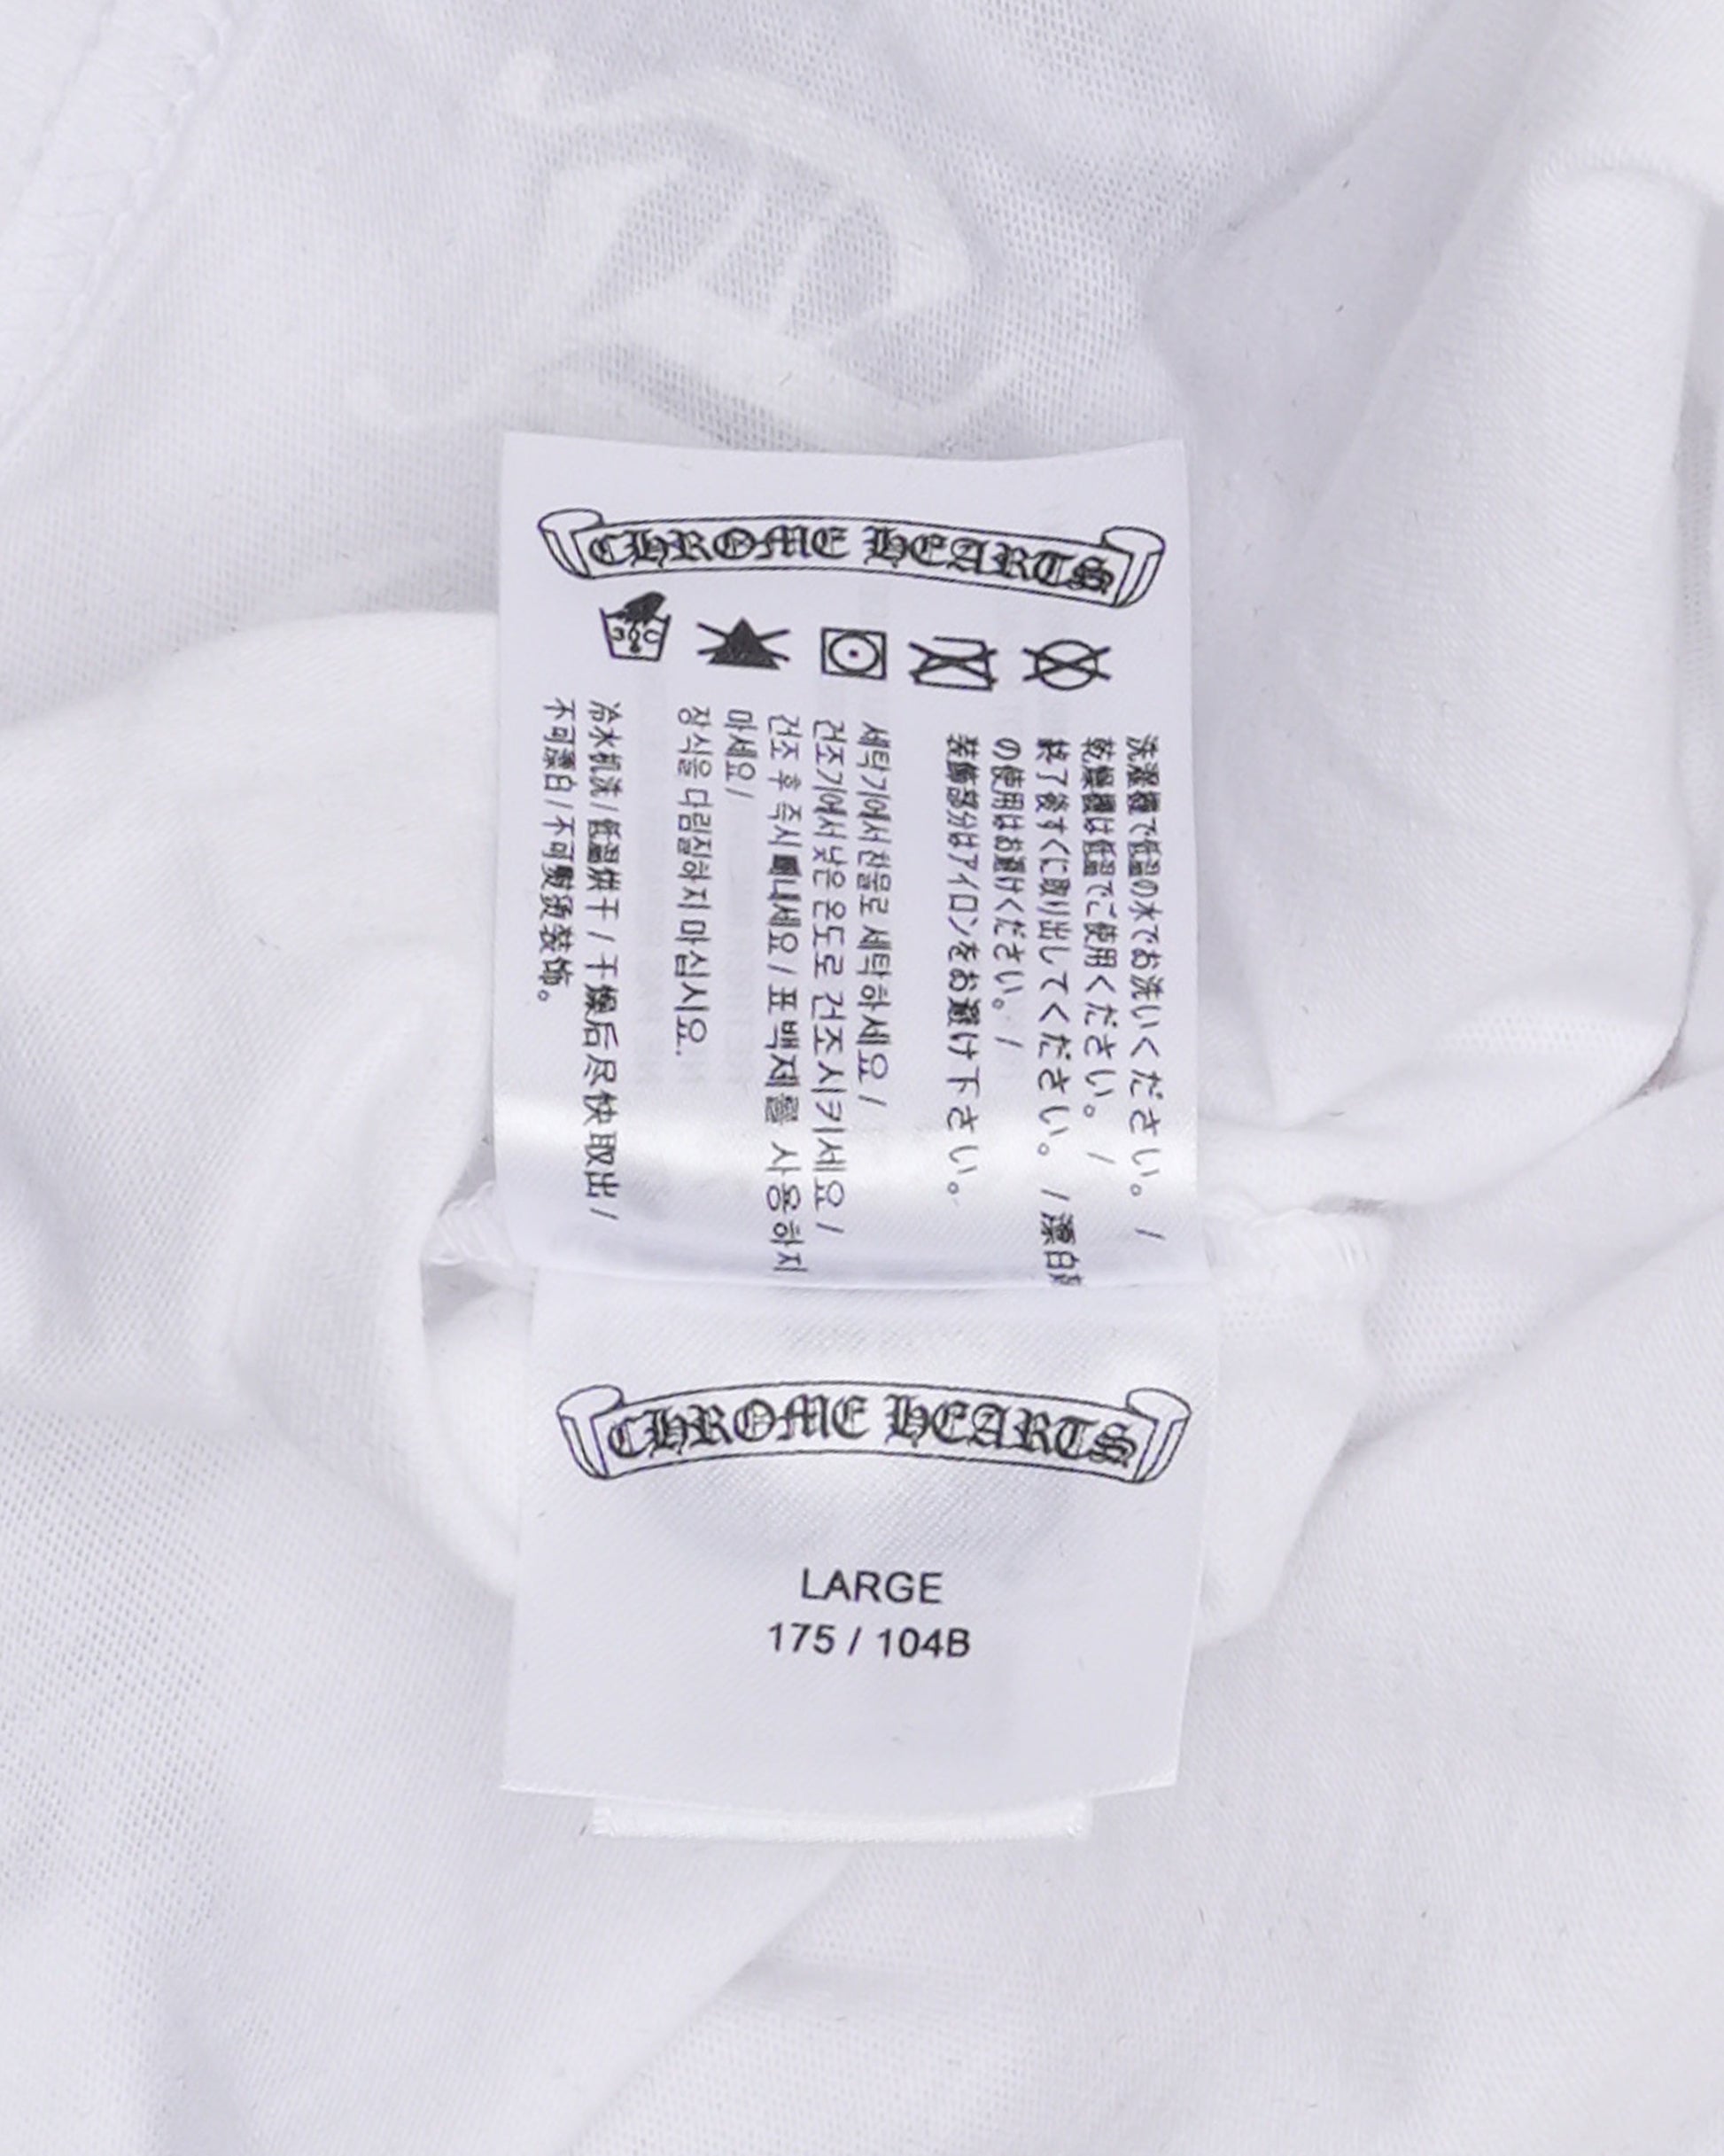 CHROME HEARTS
30C
洗濯機で低温の水でお洗いください。 /
乾燥機は低温でご使用ください。 /
終了後すぐに取り出してください。 / 漂白剤
の使用はお避けください。 /
装飾部分はアイロンをお避け下さい。
세탁기에서 찬물로 세탁하세요 /
건조기에서 낮은 온도로 건조시키세요 /
건조 후 즉시 빼내세요 / 표백제를 사용하지
마세요 /
장식을 다림질하지 마십시요.
冷水机洗 / 低温烘干 / 干燥后尽快取出 /
不可漂白 / 不可熨烫装饰。
CHROME HEARTS
LARGE
175 / 104B